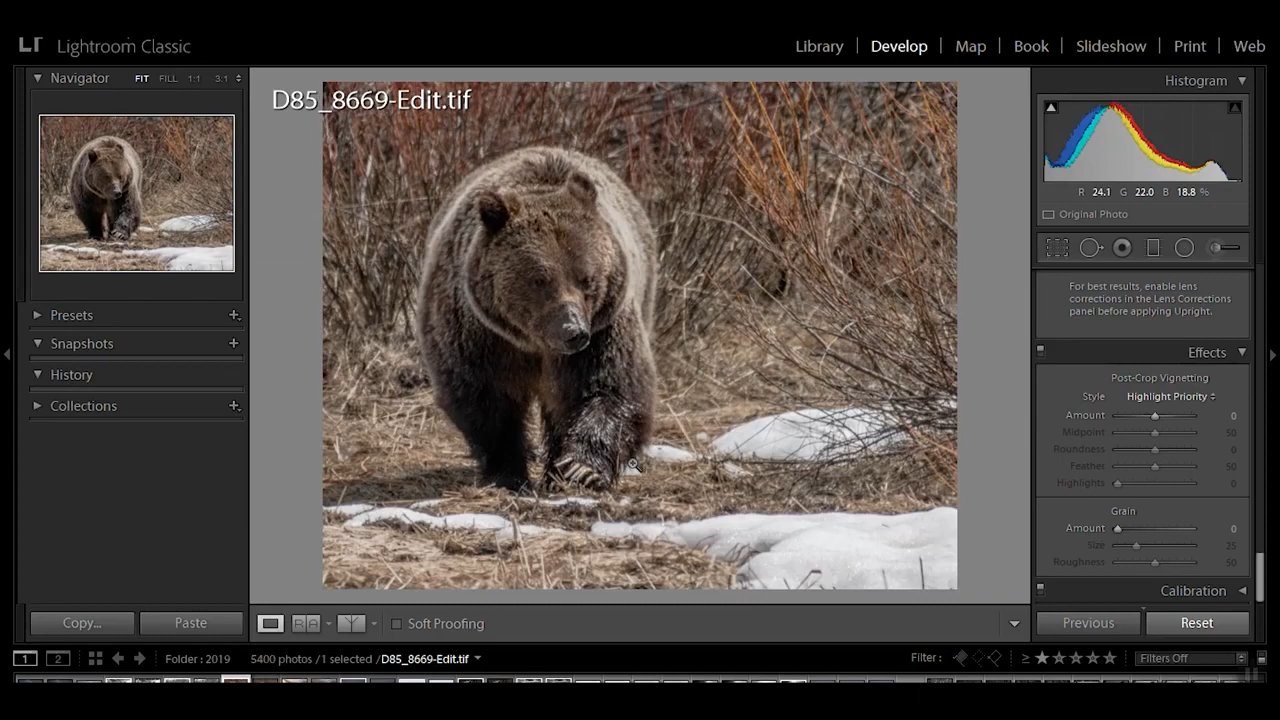 Lr Lightroom Classic
Library Develop Map Book Slideshow Print Web
Navigator FIT FILL 1:1 3:1
D85_8669-Edit.tif
Histogram
R 24.1 G 22.0 B 18.8 %
Original Photo
For best results, enable lens
corrections in the Lens Corrections
panel before applying Upright.
Presets
Snapshots
History
Collections
Effects
Post-Crop Vignetting
Style Highlight Priority
Amount 0
Midpoint 50
Roundness 0
Feather 50
Highlights 0
Grain
Amount 0
Size 25
Roughness 50
Calibration
Copy... Paste
R A Y Soft Proofing
Previous Reset
1 2 Folder : 2019 5400 photos / 1 selected / D85_8669-Edit.tif
Filter : ≥ ★★★★★ Filters Off